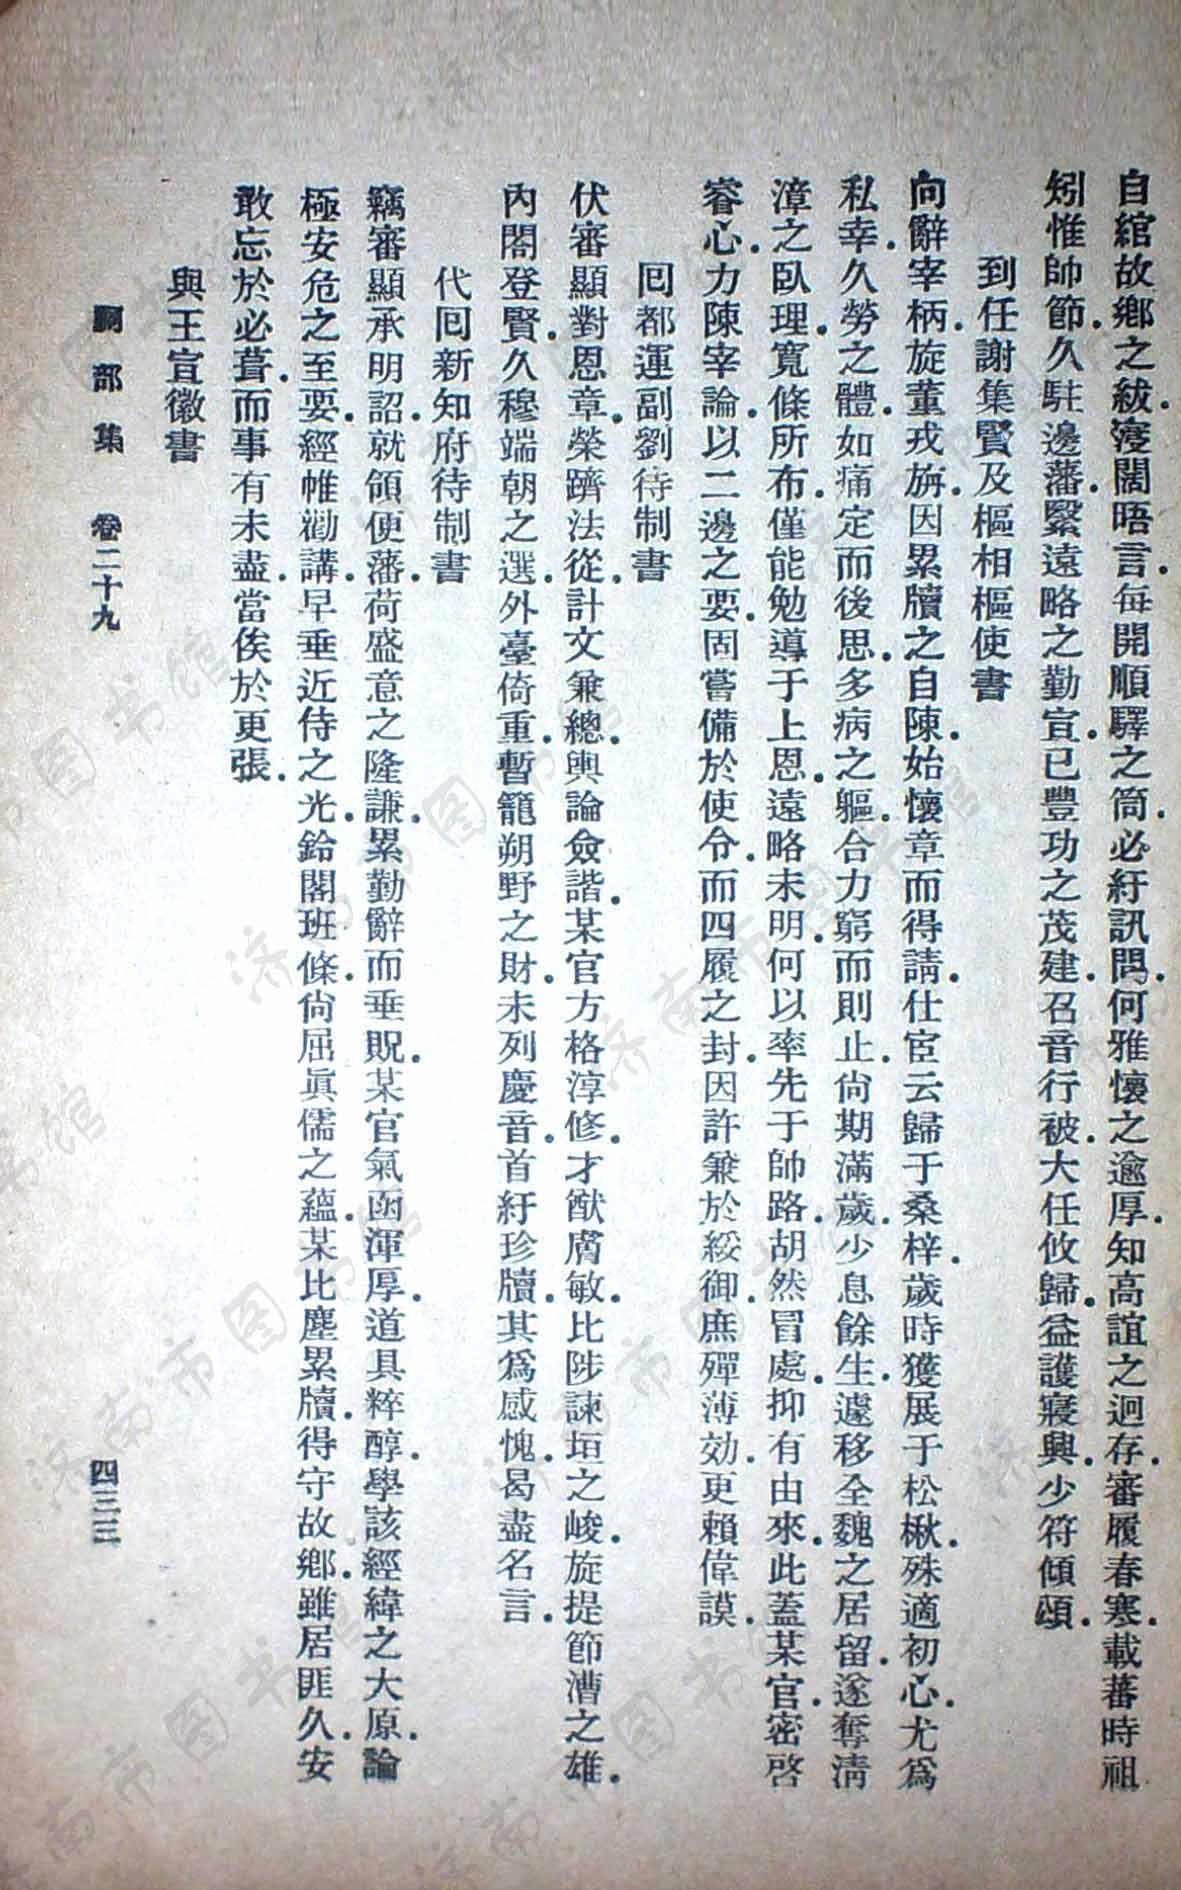 自綰故鄉之紱。寖闊晤言。每開順驛之筒。必紆訊問。何雅懷之逾厚。知高誼之迥存。審履春寒。載蕃時祖。
矧惟帥節。久駐邊藩。緊遠略之勤宣。已豐功之茂建。召音行被。大任攸歸。益護寢興。少符傾頌。
到任謝集賢及樞相樞使書
向辭宰柄。旋董戎旃。因累牘之自陳。始懷章而得請。仕宦云歸于桑梓。歲時獲展于松楸。殊適初心。尤爲
私幸。久勞之體。如痛定而後思。多病之軀。合力窮而則止。尙期滿歲。少息餘生。遽移全魏之居留。遂奪淸
漳之臥理。寬條所布。僅能勉導于上恩。遠略未明。何以率先于帥路。胡然冒處。抑有由來。此蓋某官。密啓
睿心。力陳宰論。以二邊之要。固嘗備於使令。而四履之封。因許兼於綏御。庶殫薄効。更賴偉謨。
囘都運副劉待制書
伏審顯對恩章。榮躋法從。計文兼總。輿論僉諧。某官方格淳修。才猷膚敏。比陟諫垣之峻。旋提節漕之雄。
內閣登賢。久穆端朝之選。外臺倚重。暫籠朔野之財。未列慶音。首紆珍牘。其爲感愧。曷盡名言。
代囘新知府待制書
竊審顯承明詔。就領便藩。荷盛意之隆謙。累勤辭而垂貺。某官氣函渾厚。道具粹醇。學該經緯之大原。論
極安危之至要。經帷勸講。早垂近侍之光。鈴閣班條。尙屈眞儒之蘊。某比塵累牘。得守故鄉。雖居匪久。安
敢忘於必葺。而事有未盡。當俟於更張。
與王宣徽書
嗣部集 卷二十九 四三三
济南市图书馆